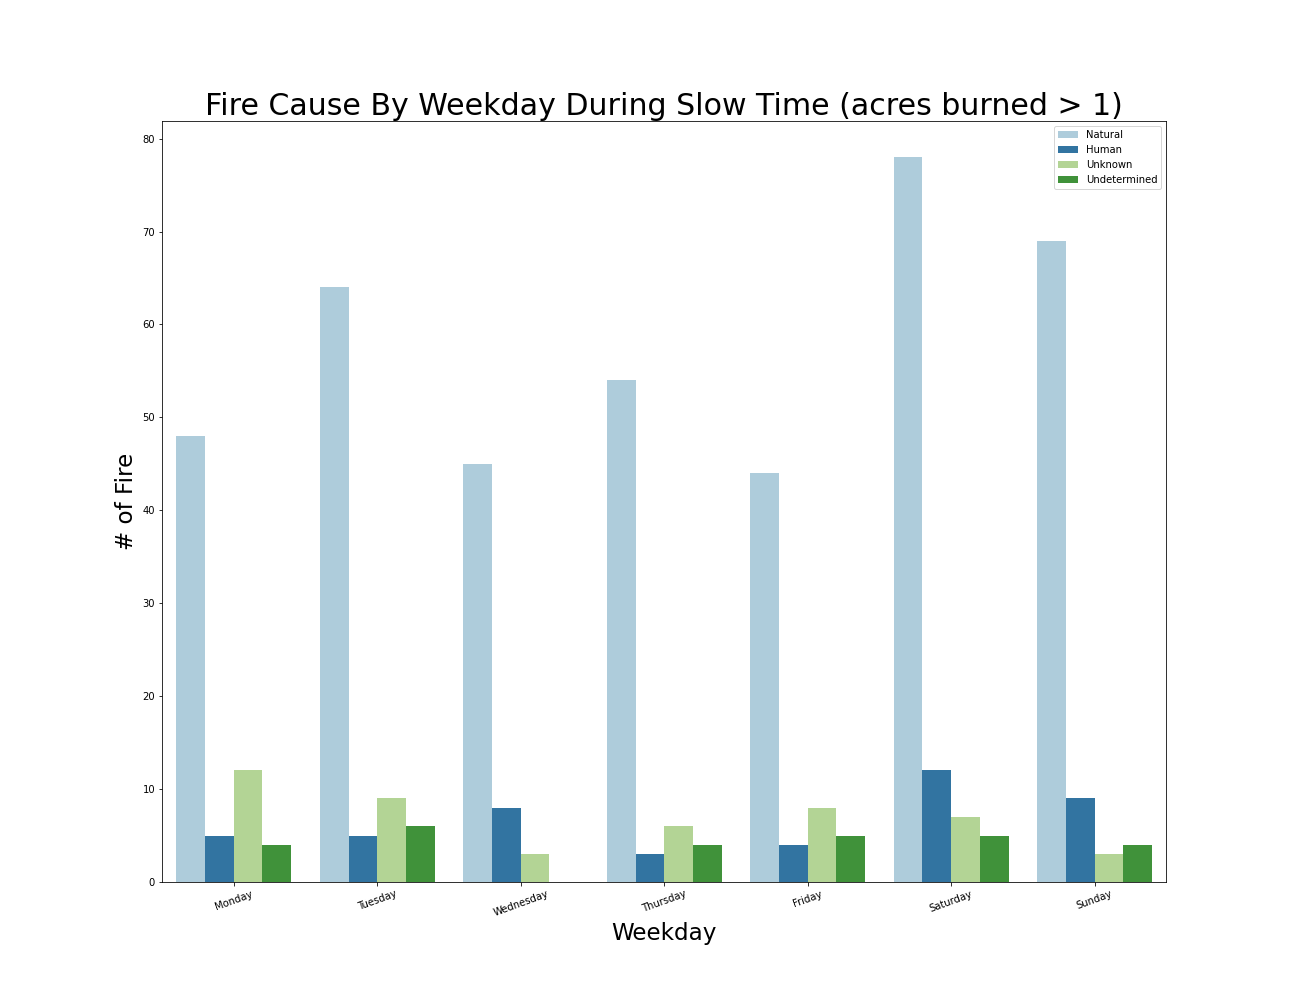 Fire Cause By Weekday During Slow Time (acres burned > 1)
Natural
Human
Unknown
Undetermined
80
70
60
50
40
30
20
10
0
# of Fire
Monday
Tuesday
Wednesday
Thursday
Friday
Saturday
Sunday
Weekday